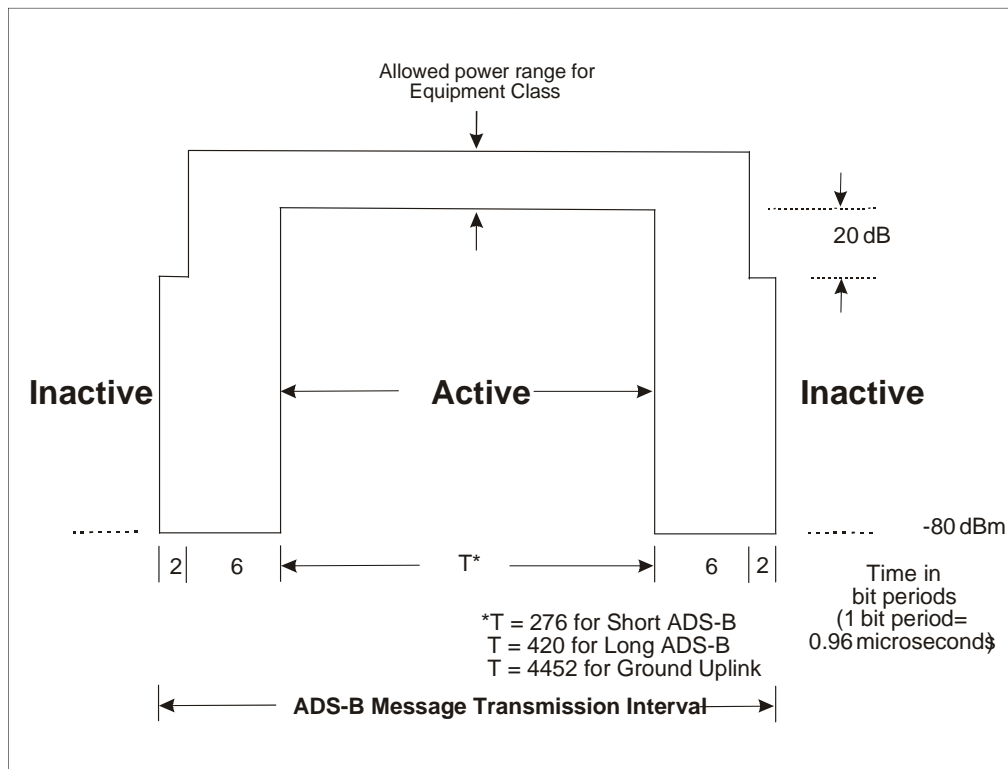 Allowed power range for
Equipment Class
20 dB
Inactive
Active
Inactive
-80 dBm
2
6
T*
6
2
Time in
bit periods
(1 bit period=
0.96 microseconds)
*T = 276 for Short ADS-B
T = 420 for Long ADS-B
T = 4452 for Ground Uplink
ADS-B Message Transmission Interval